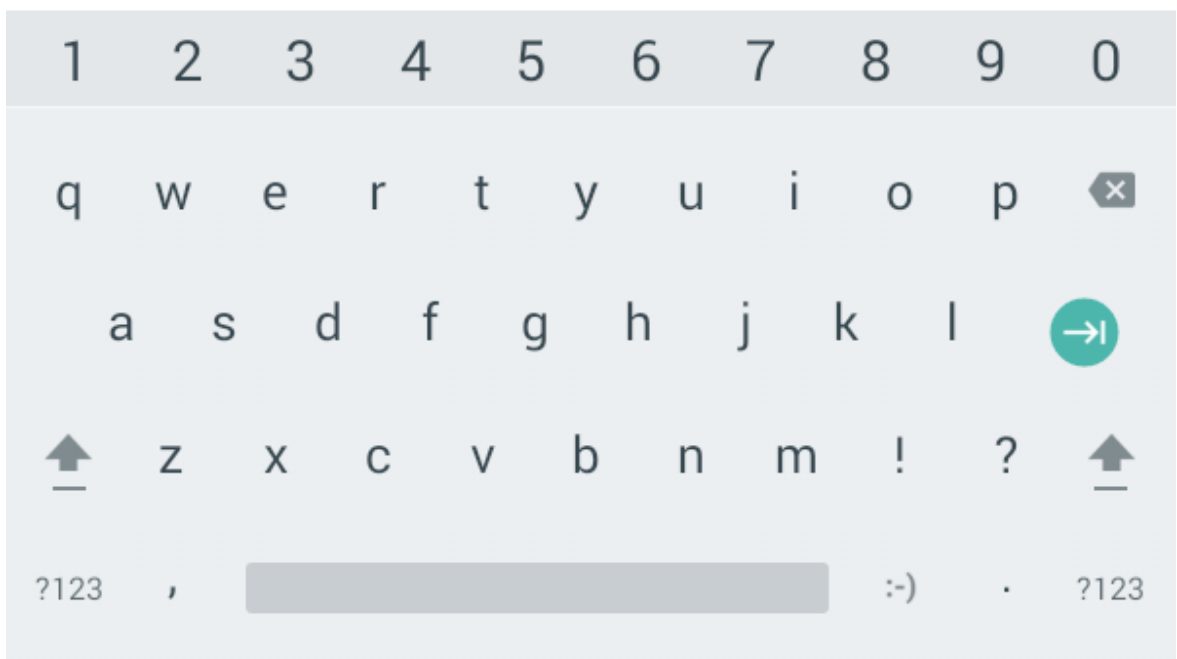 1 2 3 4 5 6 7 8 9 0
q w e r t y u i o p
a s d f g h j k l
z x c v b n m ! ?
?123 , :-) . ?123